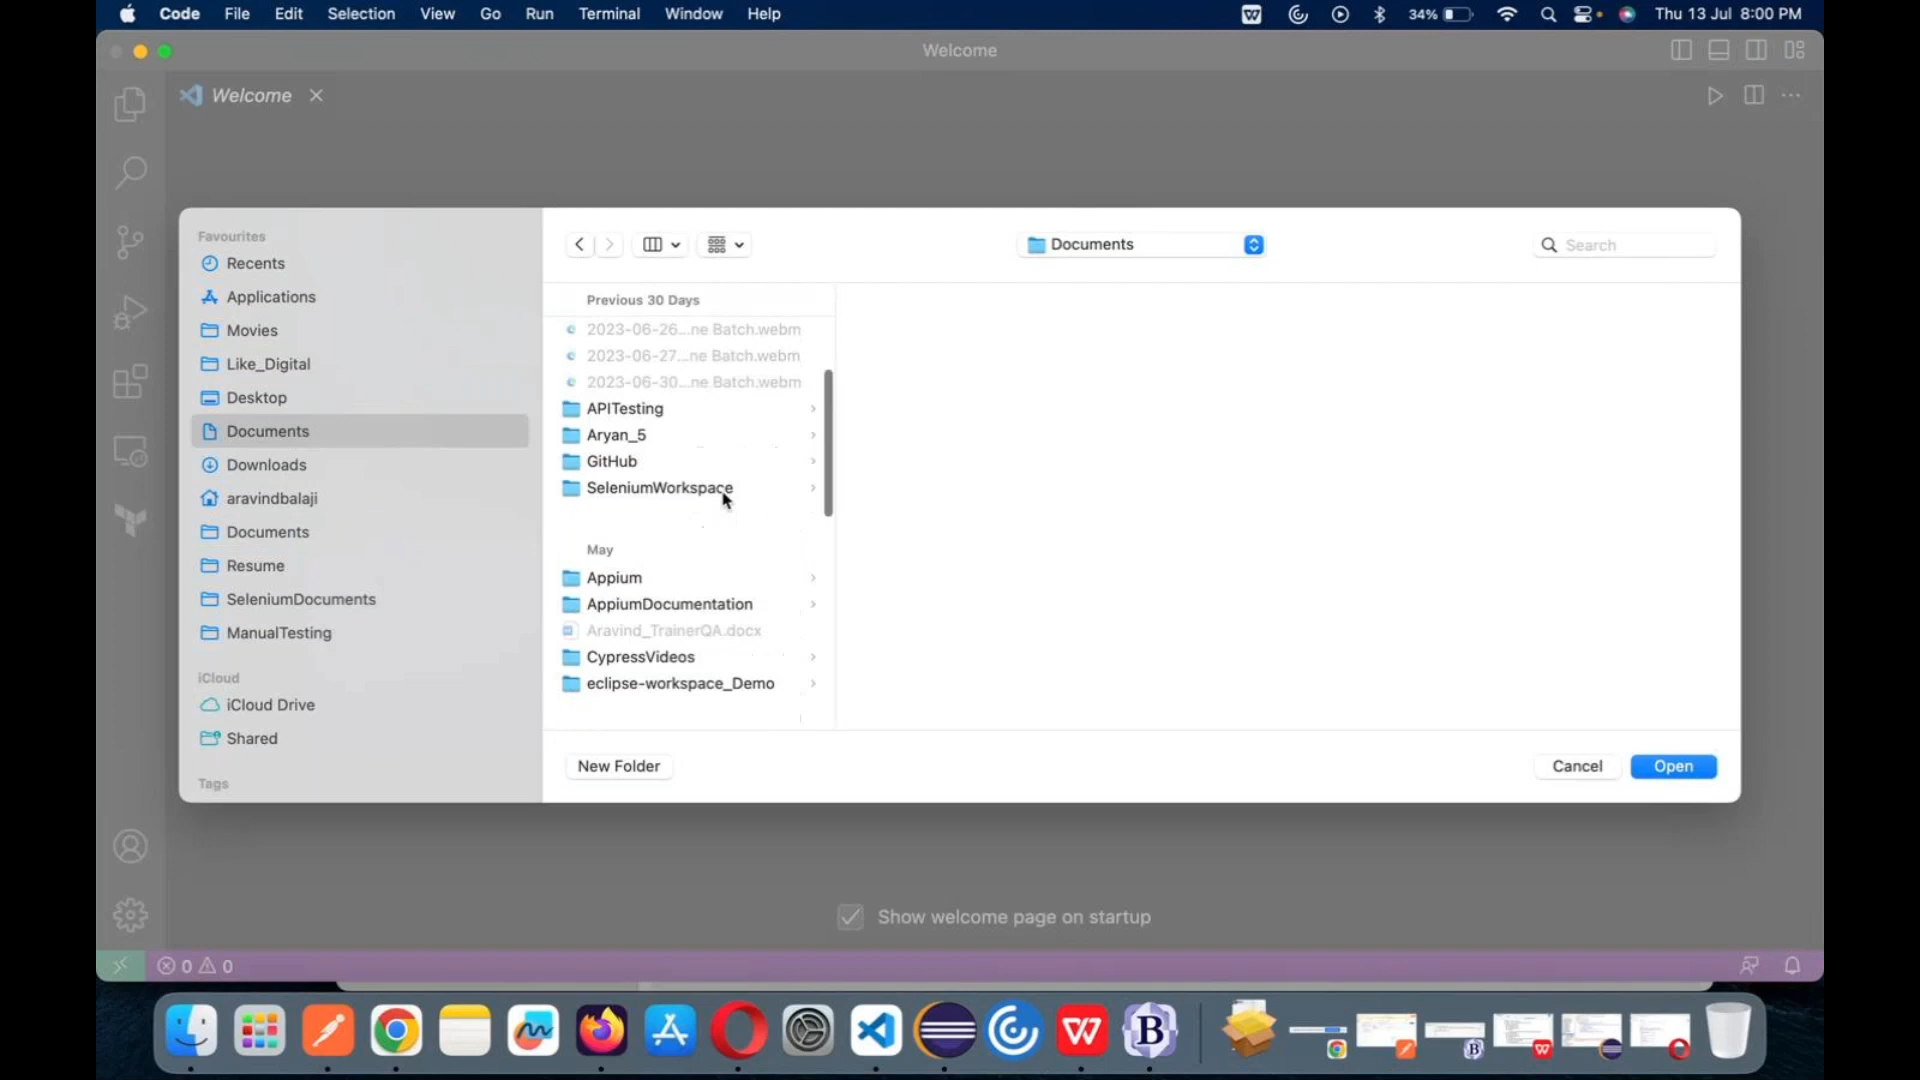 Code File Edit Selection View Go Run Terminal Window Help
34% Thu 13 Jul 8:00 PM
Welcome
Welcome
Favourites
Recents
Applications
Movies
Like_Digital
Desktop
Documents
Downloads
aravindbalaji
Documents
Resume
SeleniumDocuments
ManualTesting
iCloud
iCloud Drive
Shared
Tags
Documents
Search
Previous 30 Days
2023-06-26...ne Batch.webm
2023-06-27...ne Batch.webm
2023-06-30...ne Batch.webm
APITesting
Aryan_5
GitHub
SeleniumWorkspace
May
Appium
AppiumDocumentation
Aravind_TrainerQA.docx
CypressVideos
eclipse-workspace_Demo
New Folder
Cancel
Open
Show welcome page on startup
0 0